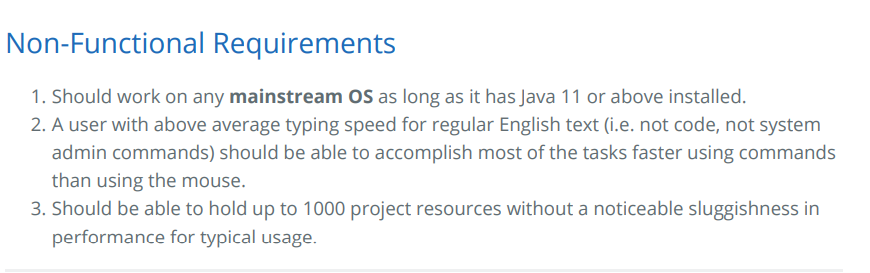 Non-Functional Requirements
1. Should work on any mainstream OS as long as it has Java 11 or above installed.
2. A user with above average typing speed for regular English text (i.e. not code, not system
admin commands) should be able to accomplish most of the tasks faster using commands
than using the mouse.
3. Should be able to hold up to 1000 project resources without a noticeable sluggishness in
performance for typical usage.